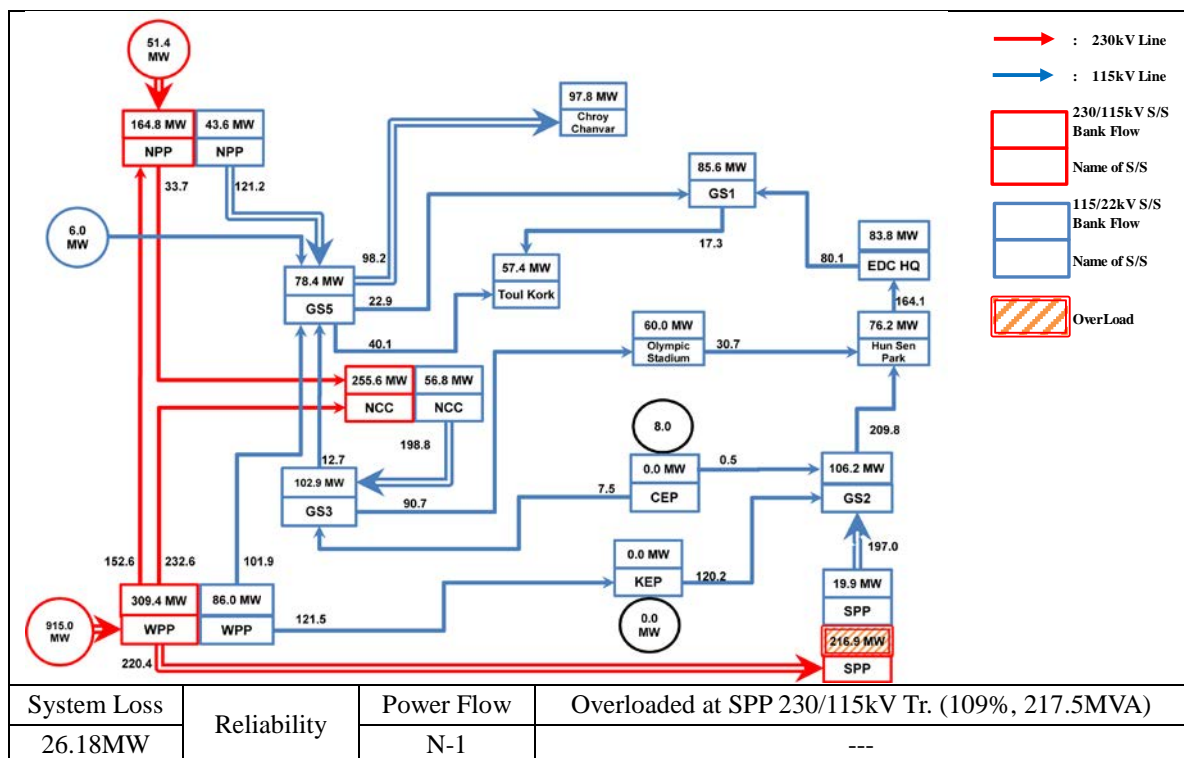 51.4
MW
164.8 MW
43.6 MW
NPP
NPP
33.7
121.2
6.0
MW
97.8 MW
Chroy
Chanvar
85.6 MW
GS1
17.3
83.8 MW
EDC HQ
80.1
164.1
98.2
78.4 MW
GS5
22.9
40.1
57.4 MW
Toul Kork
60.0 MW
Olympic
Stadium
30.7
76.2 MW
Hun Sen
Park
255.6 MW
56.8 MW
NCC
NCC
198.8
12.7
102.9 MW
GS3
90.7
7.5
8.0
0.0 MW
CEP
0.5
209.8
106.2 MW
GS2
197.0
152.6
232.6
101.9
0.0 MW
KEP
120.2
0.0
MW
19.9 MW
SPP
216.9 MW
SPP
915.0
MW
309.4 MW
86.0 MW
WPP
WPP
121.5
220.4
: 230kV Line
: 115kV Line
230/115kV S/S
Bank Flow
Name of S/S
115/22kV S/S
Bank Flow
Name of S/S
OverLoad
System Loss
Reliability
Power Flow
Overloaded at SPP 230/115kV Tr. (109%, 217.5MVA)
26.18MW
N-1
---